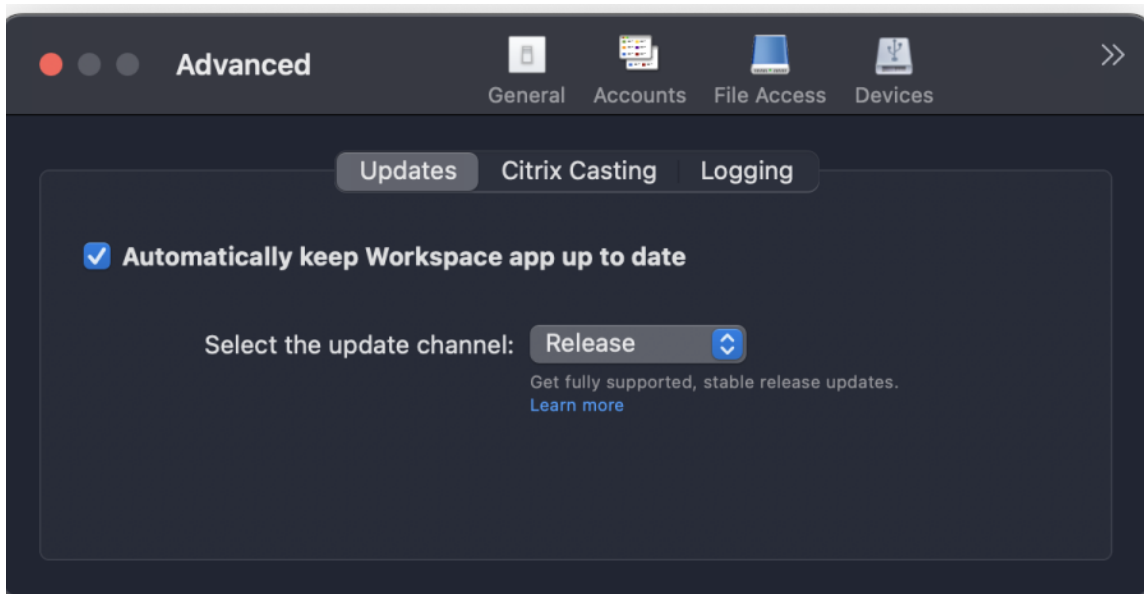 Advanced
General Accounts File Access Devices
Updates Citrix Casting Logging
Automatically keep Workspace app up to date
Select the update channel: Release
Get fully supported, stable release updates.
Learn more